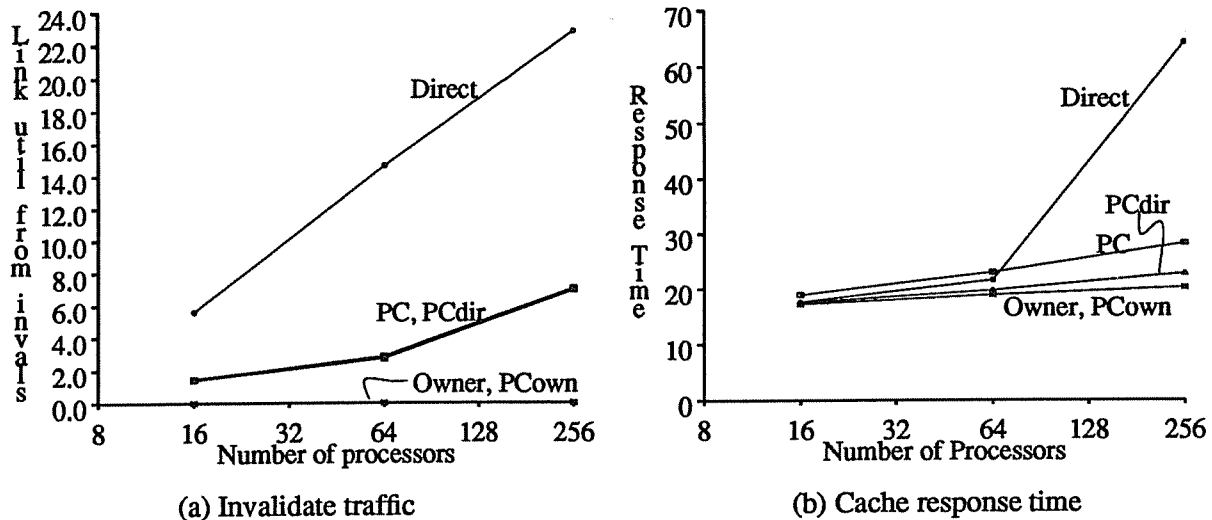 Link util from invals
24.0
22.0
20.0
18.0
16.0
14.0
12.0
10.0
8.0
6.0
4.0
2.0
0.0
8 16 32 64 128 256
Number of processors
Direct
PC, PCdir
Owner, PCown
(a) Invalidate traffic
Response Time
70
60
50
40
30
20
10
0
8 16 32 64 128 256
Number of Processors
Direct
PCdir
PC
Owner, PCown
(b) Cache response time